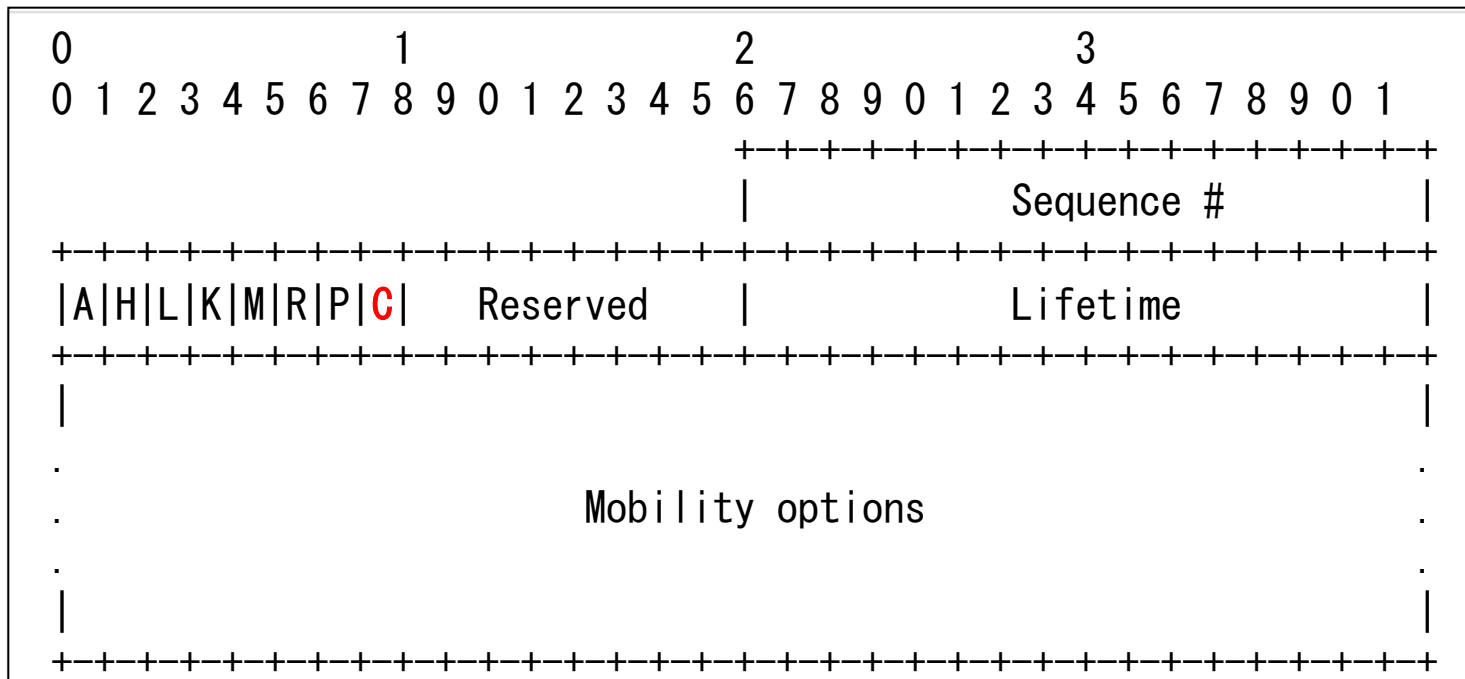 0 1 2 3
0 1 2 3 4 5 6 7 8 9 0 1 2 3 4 5 6 7 8 9 0 1 2 3 4 5 6 7 8 9 0 1
+-+-+-+-+-+-+-+-+-+-+-+-+-+-+-+-+
| Sequence # |
+-+-+-+-+-+-+-+-+-+-+-+-+-+-+-+-+-+-+-+-+-+-+-+-+-+-+-+-+-+-+-+-+
|A|H|L|K|M|R|P|C| Reserved | Lifetime |
+-+-+-+-+-+-+-+-+-+-+-+-+-+-+-+-+-+-+-+-+-+-+-+-+-+-+-+-+-+-+-+-+
| |
. .
. Mobility options .
. .
| |
+-+-+-+-+-+-+-+-+-+-+-+-+-+-+-+-+-+-+-+-+-+-+-+-+-+-+-+-+-+-+-+-+